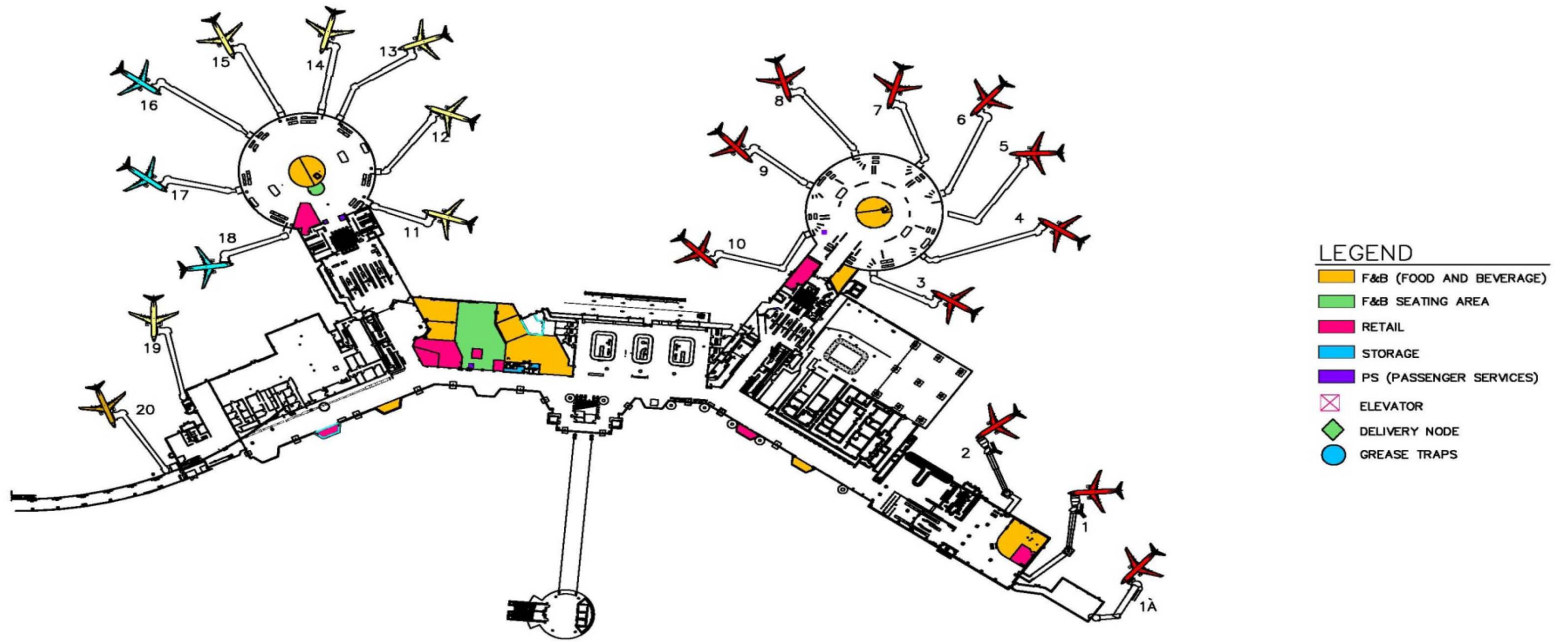 15
14
13
16
12
17
11
18
19
20
8
7
6
5
9
4
10
3
2
1
1À
LEGEND
F&B (FOOD AND BEVERAGE)
F&B SEATING AREA
RETAIL
STORAGE
PS (PASSENGER SERVICES)
ELEVATOR
DELIVERY NODE
GREASE TRAPS